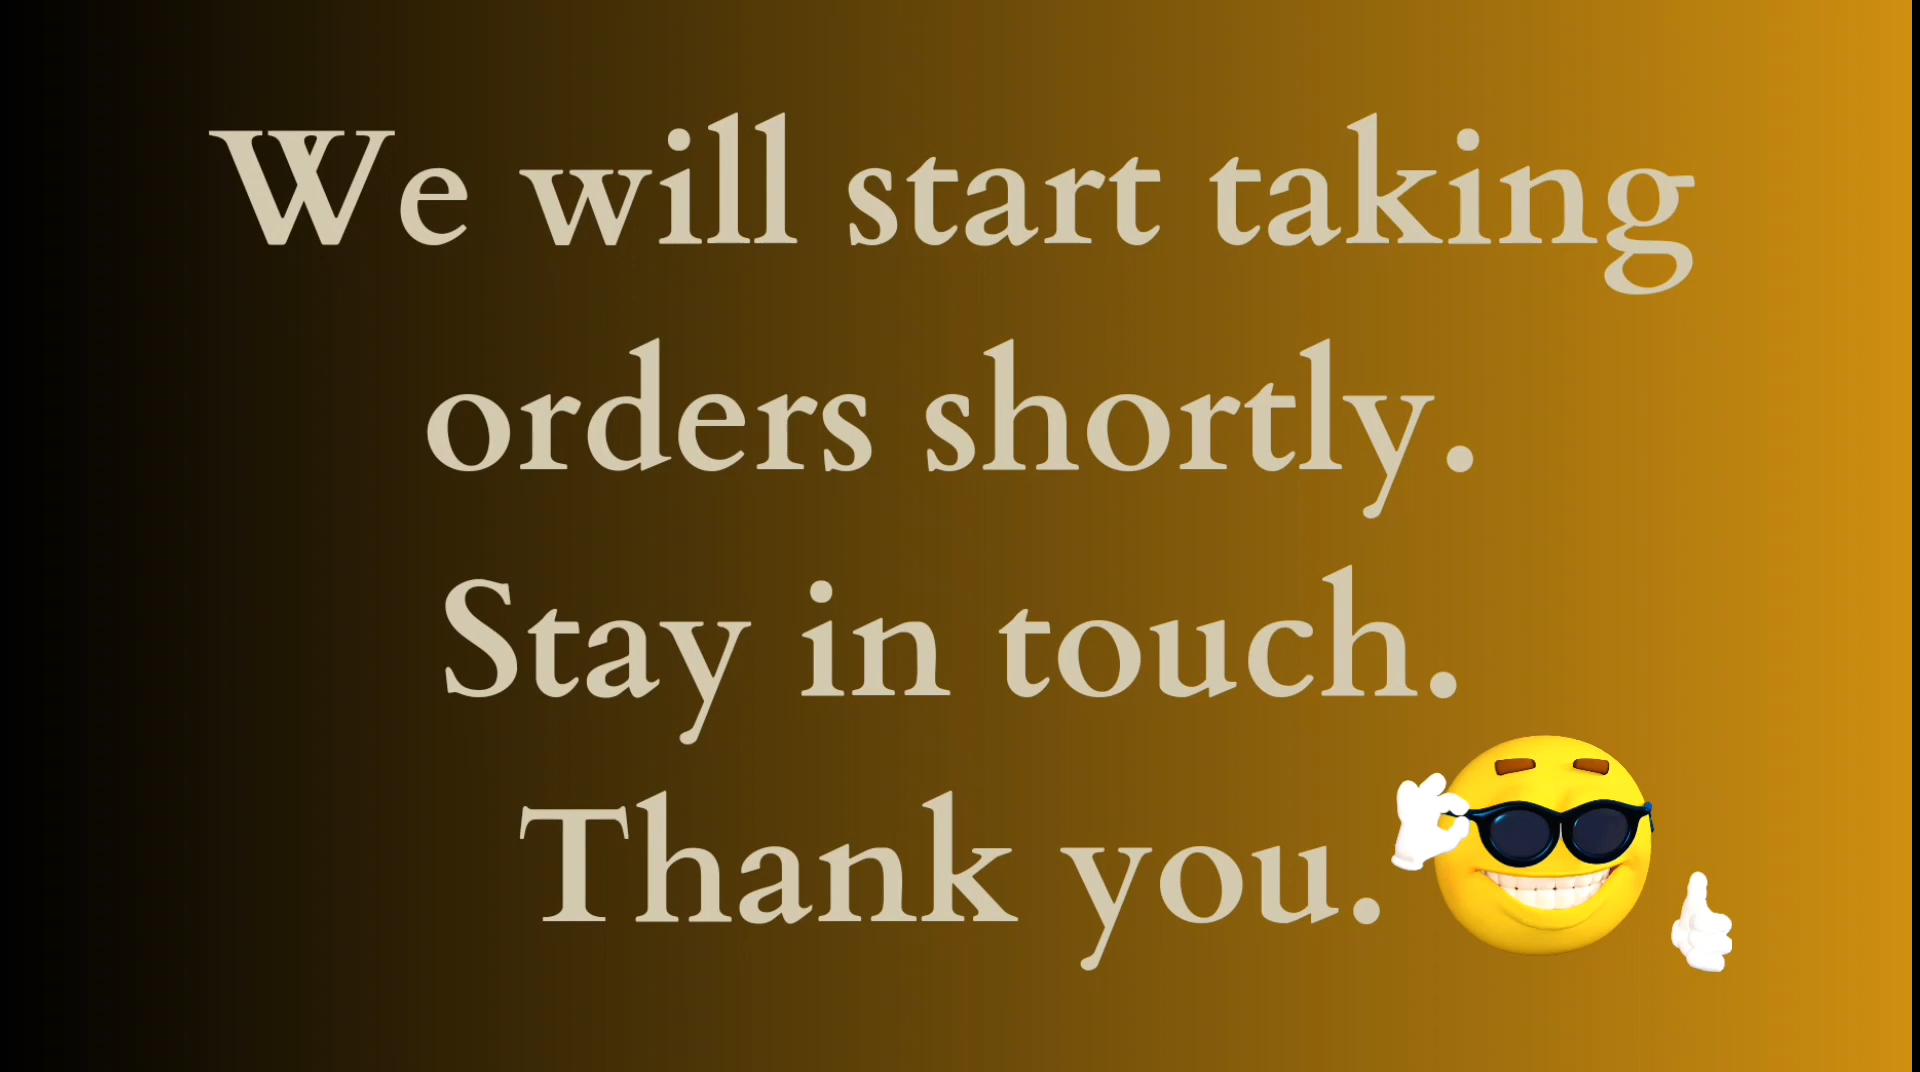 We will start taking
orders shortly.
Stay in touch.
Thank you.